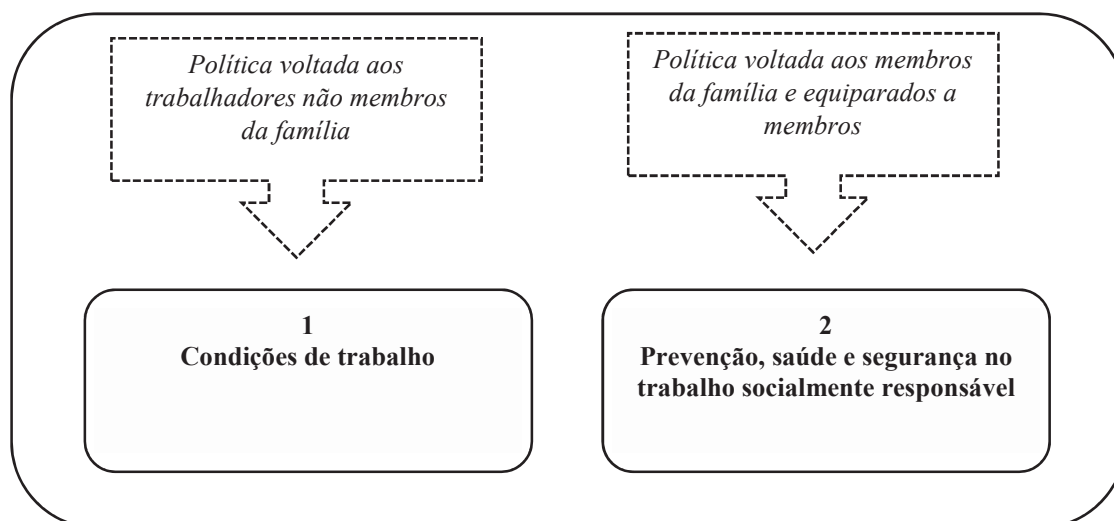 Política voltada aos
trabalhadores não membros
da família
Política voltada aos membros
da família e equiparados a
membros
1
Condições de trabalho
2
Prevenção, saúde e segurança no
trabalho socialmente responsável